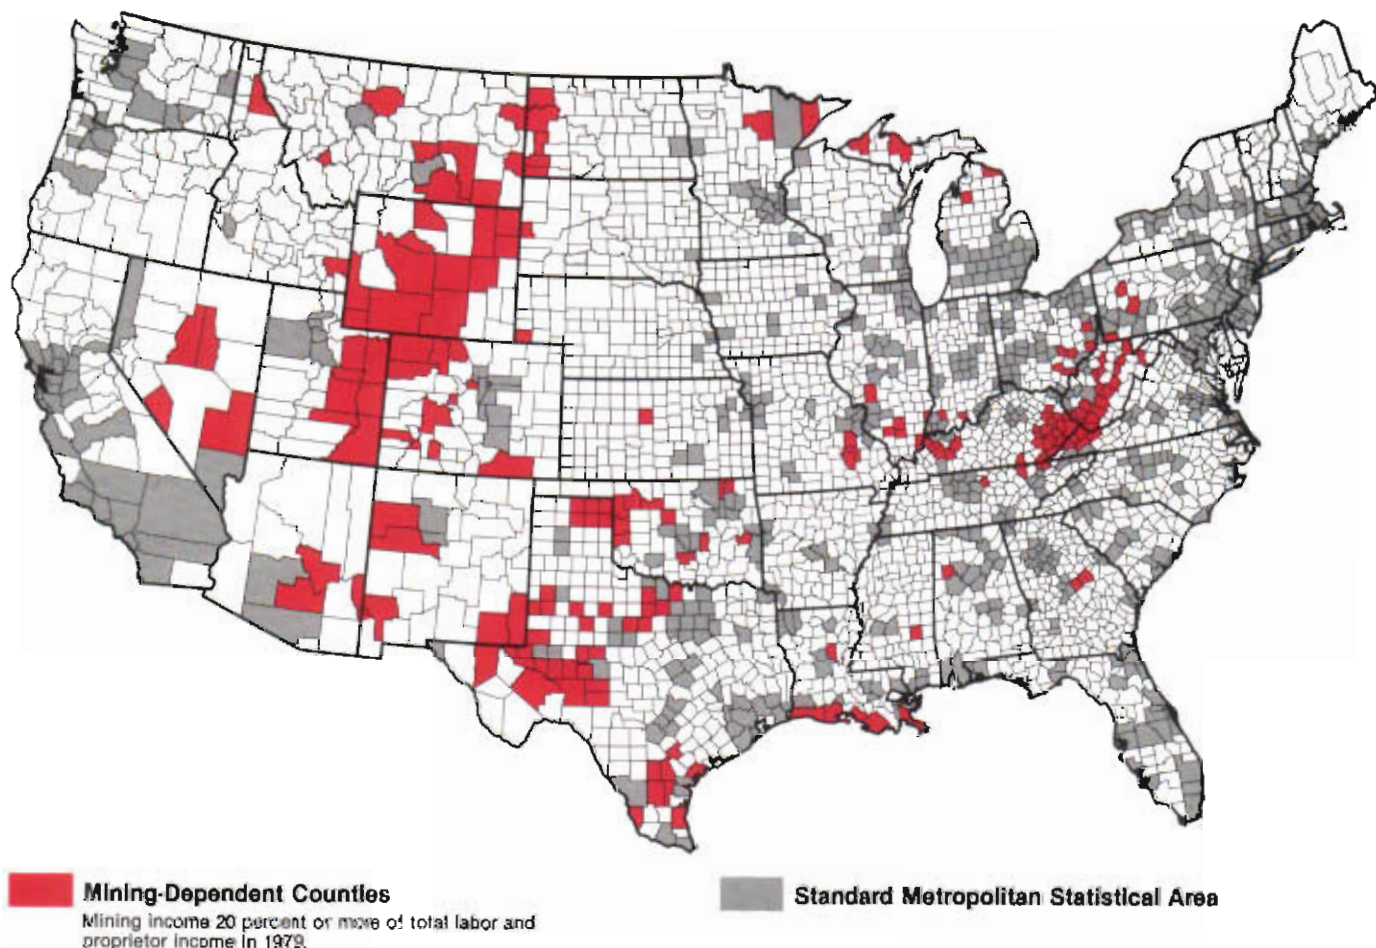 Mining-Dependent Counties
Mining income 20 percent or more of total labor and
proprietor income in 1979.
Standard Metropolitan Statistical Area